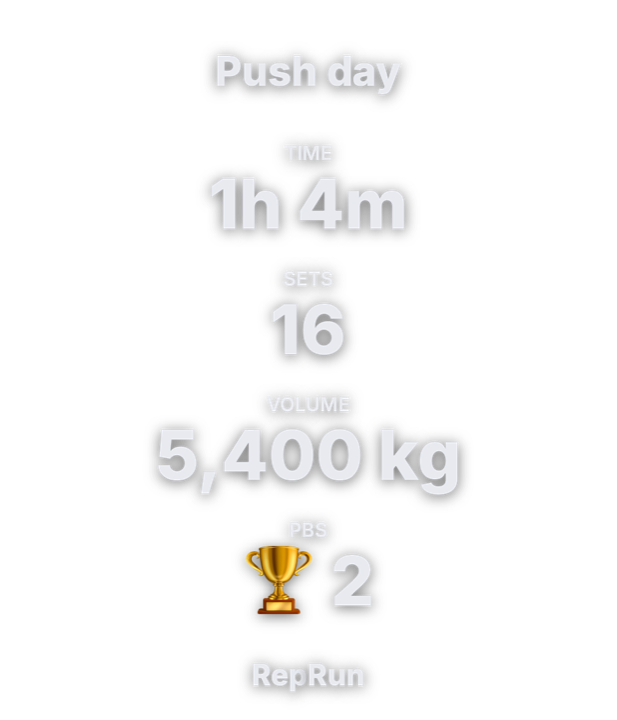 Push day
TIME
1h 4m
SETS
16
VOLUME
5,400 kg
PBS
🏆 2
RepRun